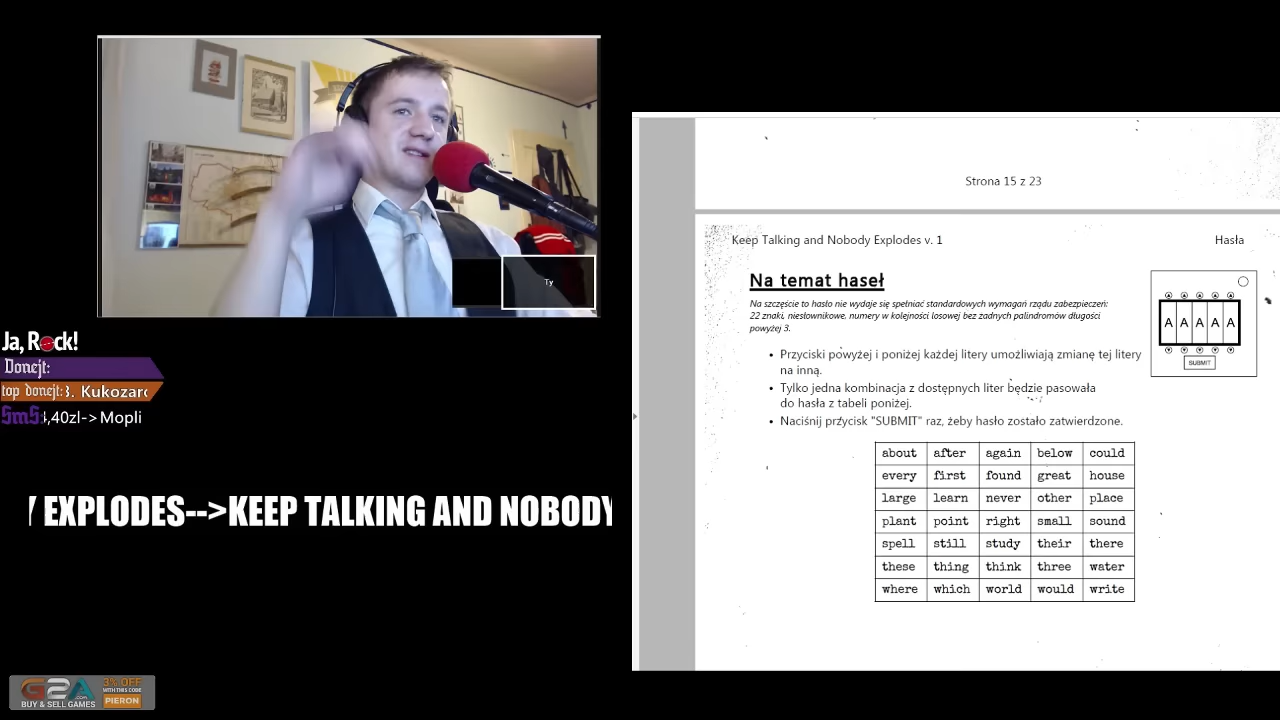 Ty
Ja, Rock!
Donejt:
top donejt: 3. Kukozar
SmS: 4,40zl-> Mopli
EXPLODES-->KEEP TALKING AND NOBODY
G2A.com
BUY & SELL GAMES
3% OFF
WITH THIS CODE
PIERON
Strona 15 z 23
Keep Talking and Nobody Explodes v. 1
Hasła
Na temat haseł
Na szczęście to hasło nie wydaje się spełniać standardowych wymagań rządu zabezpieczeń:
22 znaki, niesłownikowe, numery w kolejności losowej bez żadnych palindromów długości
powyżej 3.
A A A A A
SUBMIT
• Przyciski powyżej i poniżej każdej litery umożliwiają zmianę tej litery
na inną.
• Tylko jedna kombinacja z dostępnych liter będzie pasowała
do hasła z tabeli poniżej.
• Naciśnij przycisk "SUBMIT" raz, żeby hasło zostało zatwierdzone.
about after again below could
every first found great house
large learn never other place
plant point right small sound
spell still study their there
these thing think three water
where which world would write